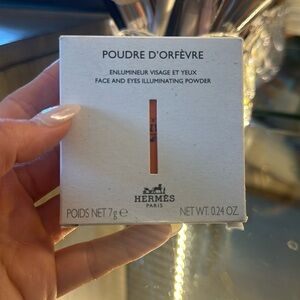 POUDRE D'ORFÈVRE
ENLUMINEUR VISAGE ET YEUX
FACE AND EYES ILLUMINATING POWDER
HERMÈS
PARIS
POIDS NET 7g ℮ NET WT. 0.24 OZ.